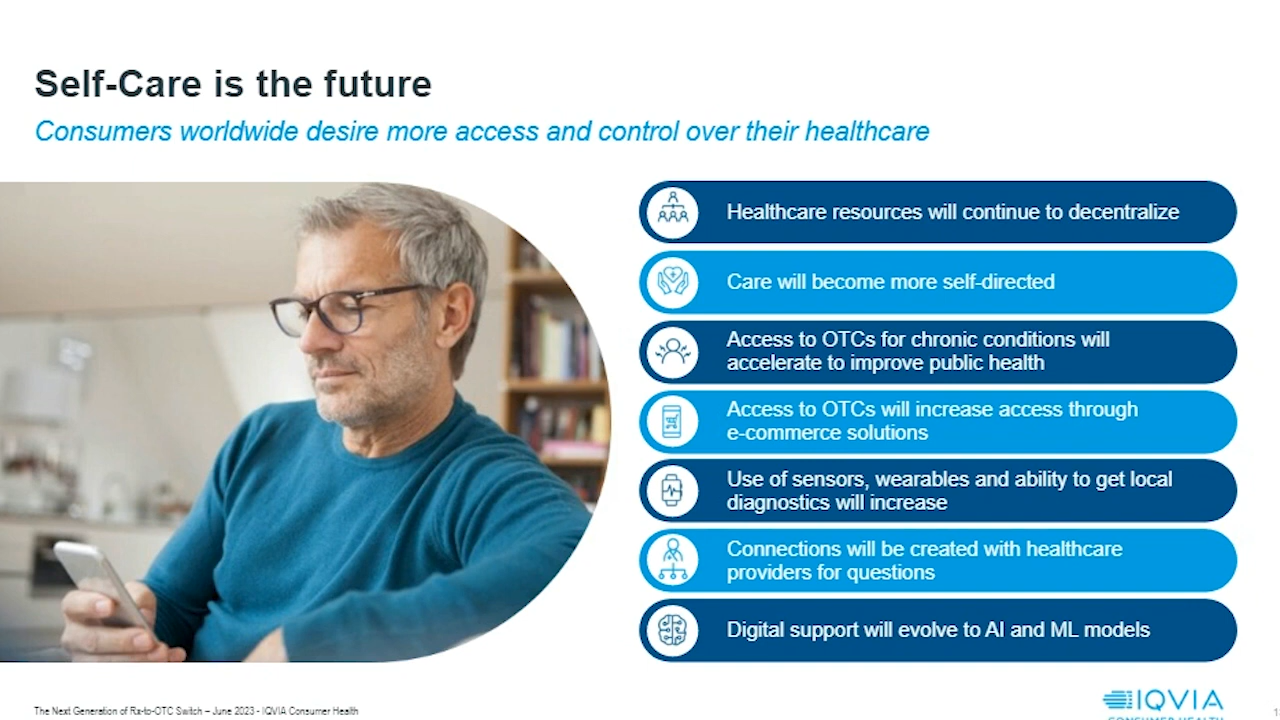 Self-Care is the future
Consumers worldwide desire more access and control over their healthcare
Healthcare resources will continue to decentralize
Care will become more self-directed
Access to OTCs for chronic conditions will
accelerate to improve public health
Access to OTCs will increase access through
e-commerce solutions
Use of sensors, wearables and ability to get local
diagnostics will increase
Connections will be created with healthcare
providers for questions
Digital support will evolve to AI and ML models
The Next Generation of Rx-to-OTC Switch – June 2023 - IQVIA Consumer Health
IQVIA
CONSUMER HEALTH